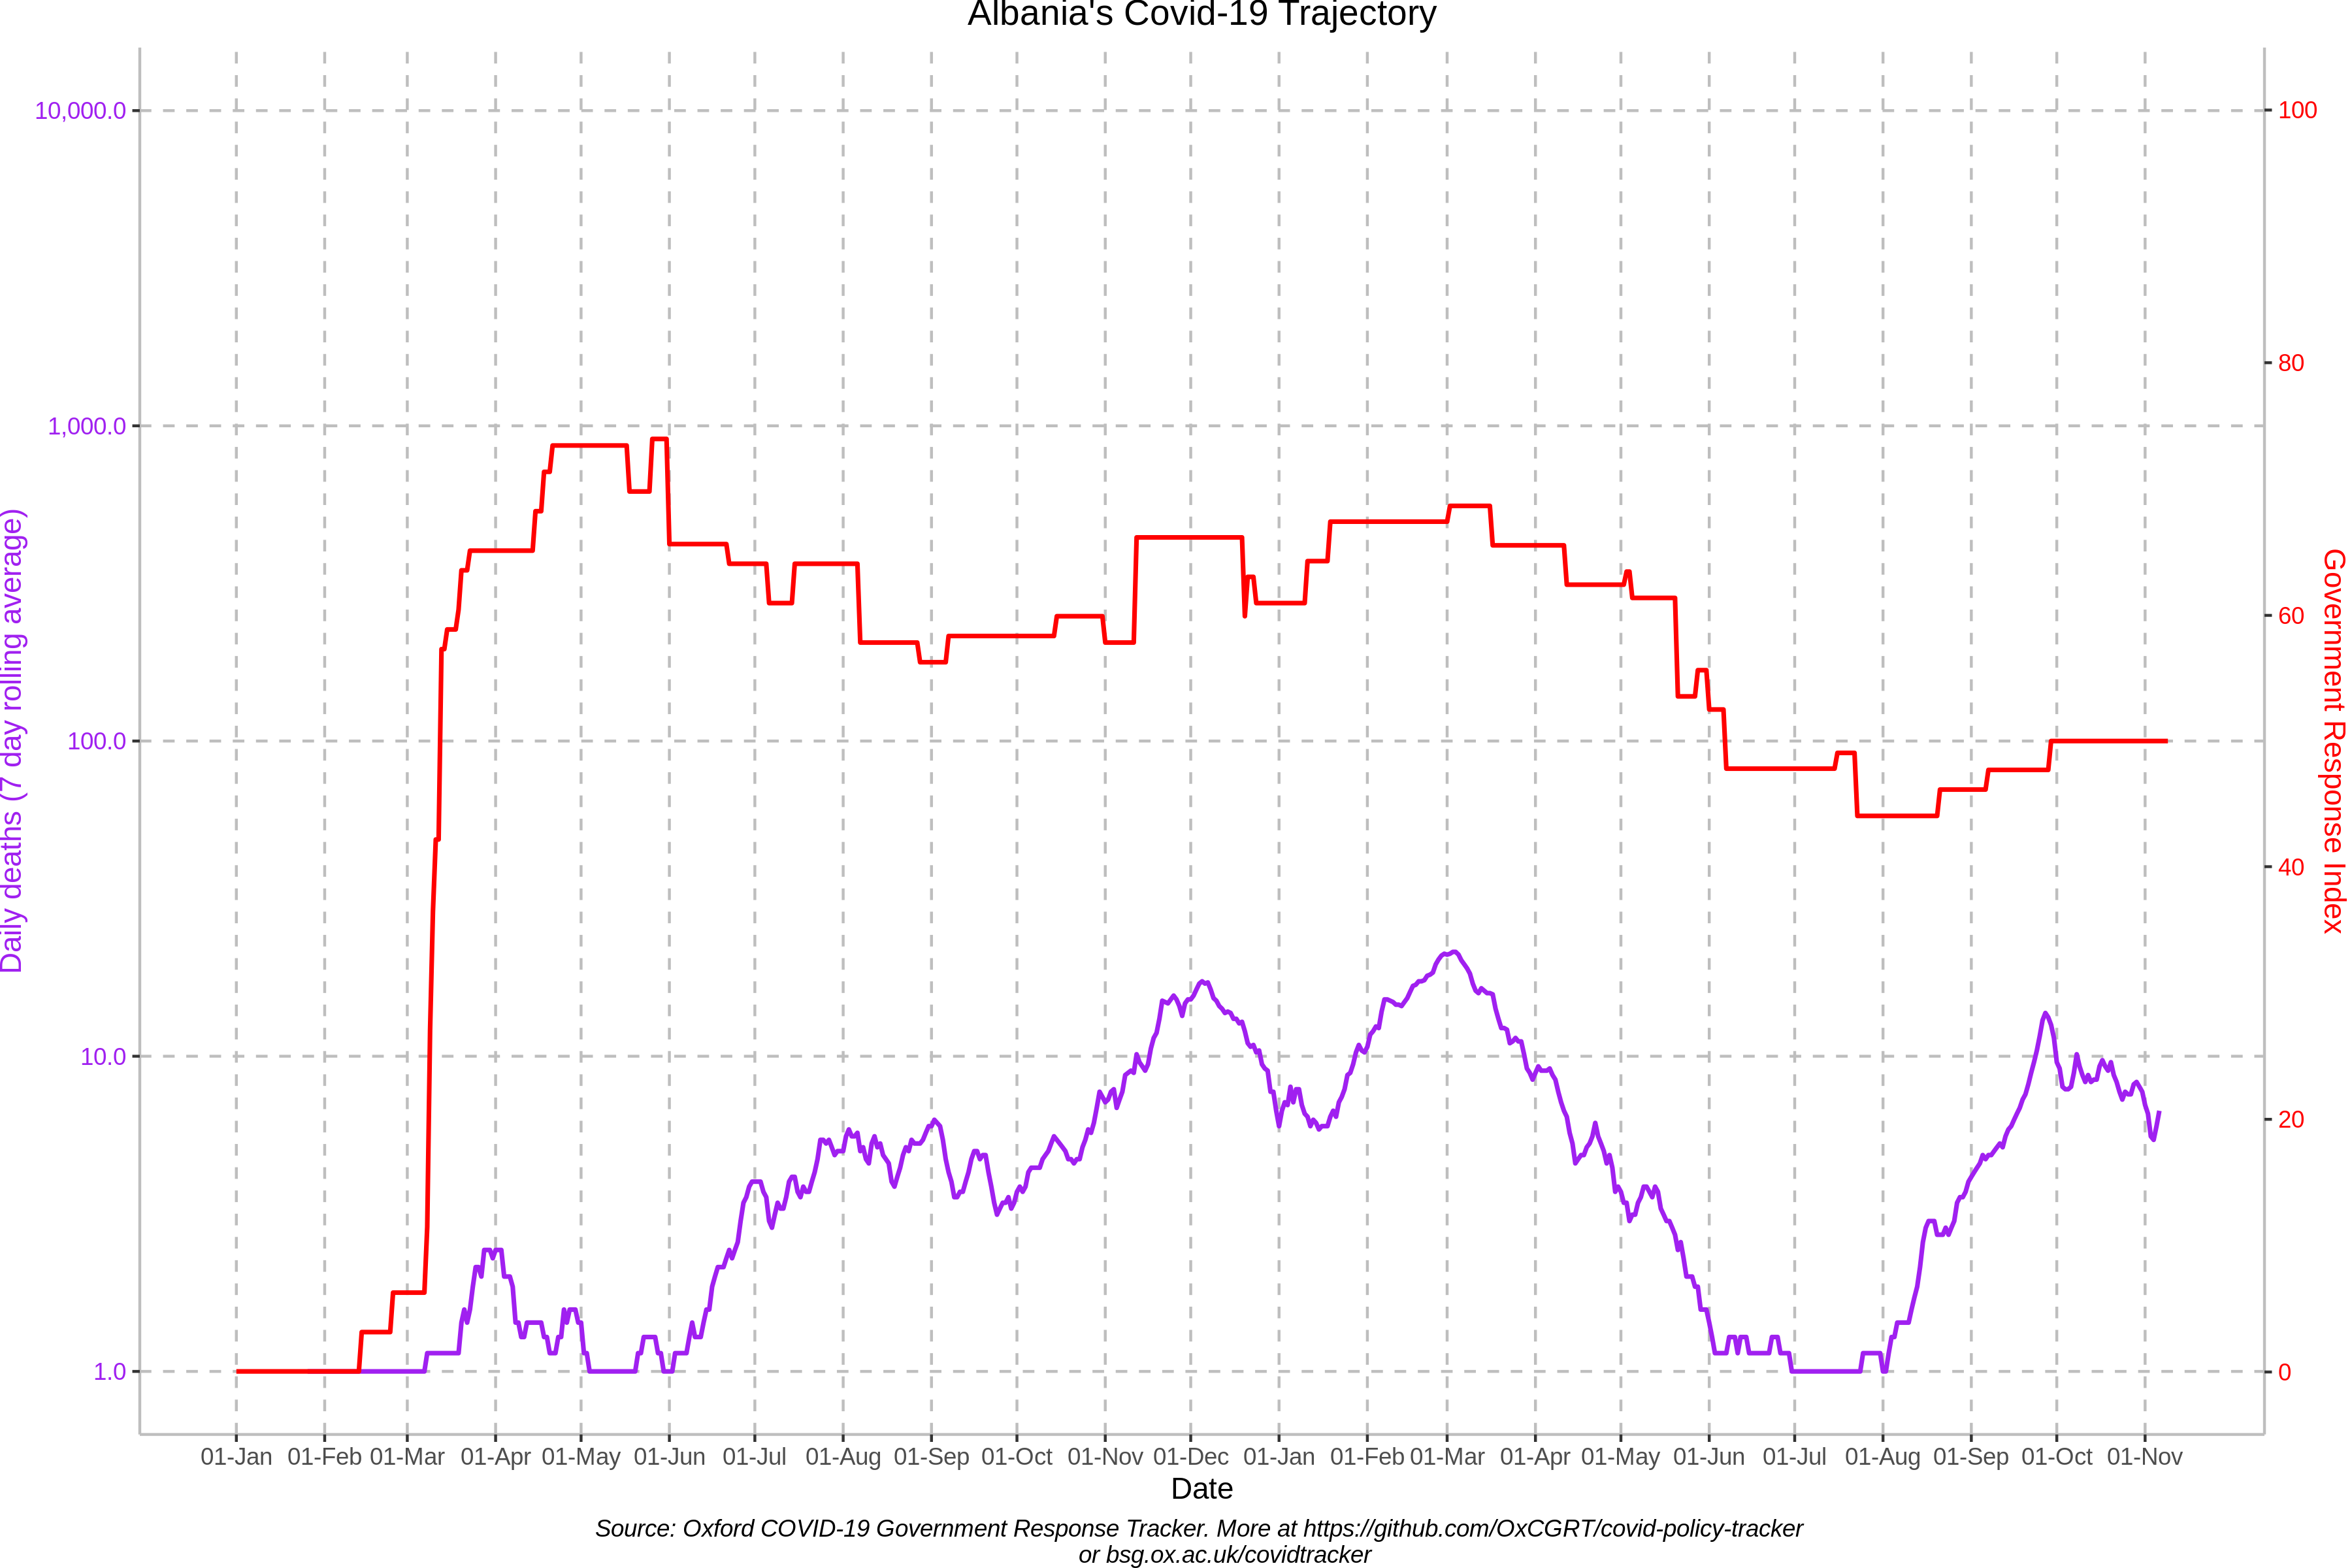 Albania's Covid-19 Trajectory
10,000.0
1,000.0
100.0
10.0
1.0
Daily deaths (7 day rolling average)
100
80
60
40
20
0
Government Response Index
01-Jan 01-Feb 01-Mar 01-Apr 01-May 01-Jun 01-Jul 01-Aug 01-Sep 01-Oct 01-Nov 01-Dec 01-Jan 01-Feb 01-Mar 01-Apr 01-May 01-Jun 01-Jul 01-Aug 01-Sep 01-Oct 01-Nov
Date
Source: Oxford COVID-19 Government Response Tracker. More at https://github.com/OxCGRT/covid-policy-tracker
or bsg.ox.ac.uk/covidtracker